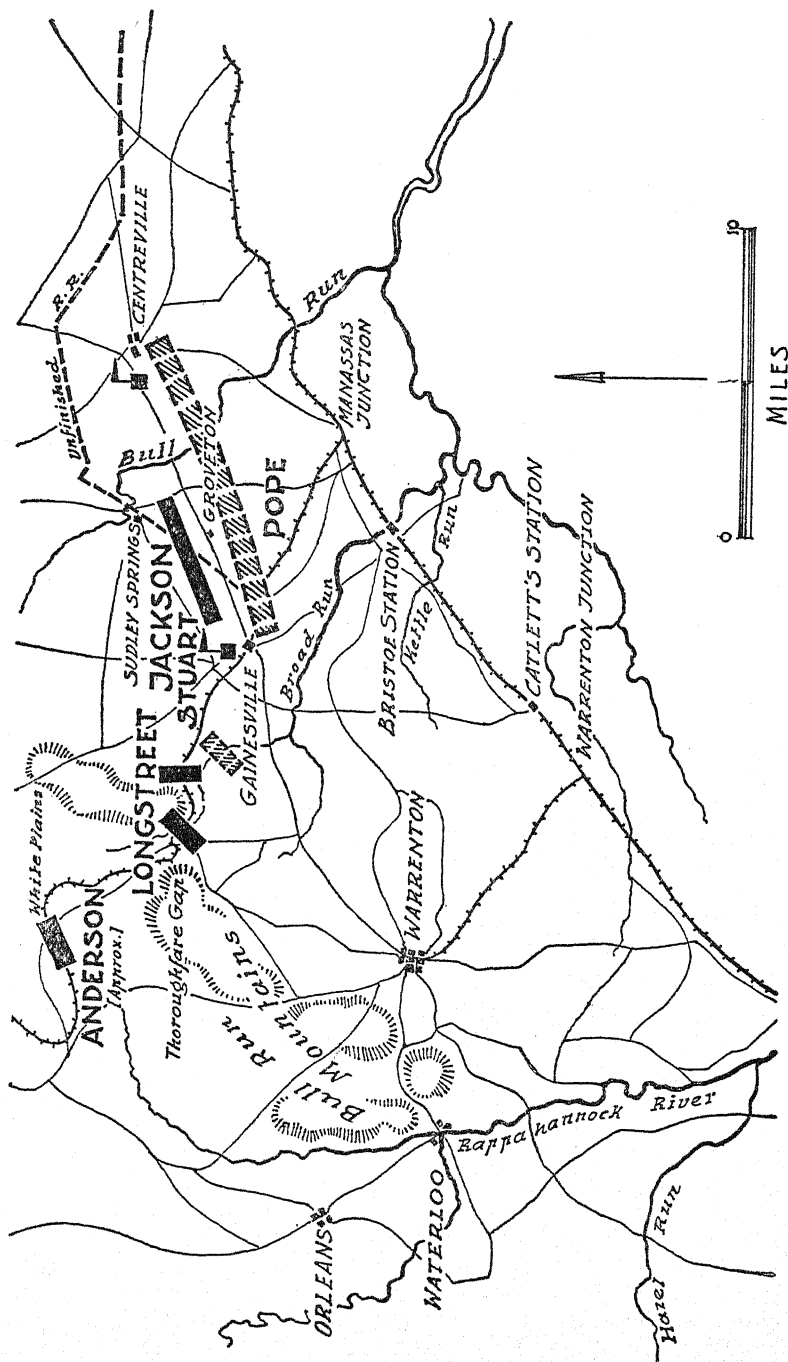 CENTREVILLE
R. R.
Unfinished
Bull
Run
GROVETON
MANASSAS
JUNCTION
POPE
SUDLEY SPRINGS
JACKSON
STUART
LONGSTREET
GAINESVILLE
Broad Run
BRISTOE STATION
Kettle
Run
CATLETT'S STATION
WARRENTON JUNCTION
White Plains
ANDERSON
[Approx.]
Thoroughfare Gap
Bull
Run
Mountains
WARRENTON
Rappahannock River
WATERLOO
ORLEANS
Hazel Run
0
10
MILES